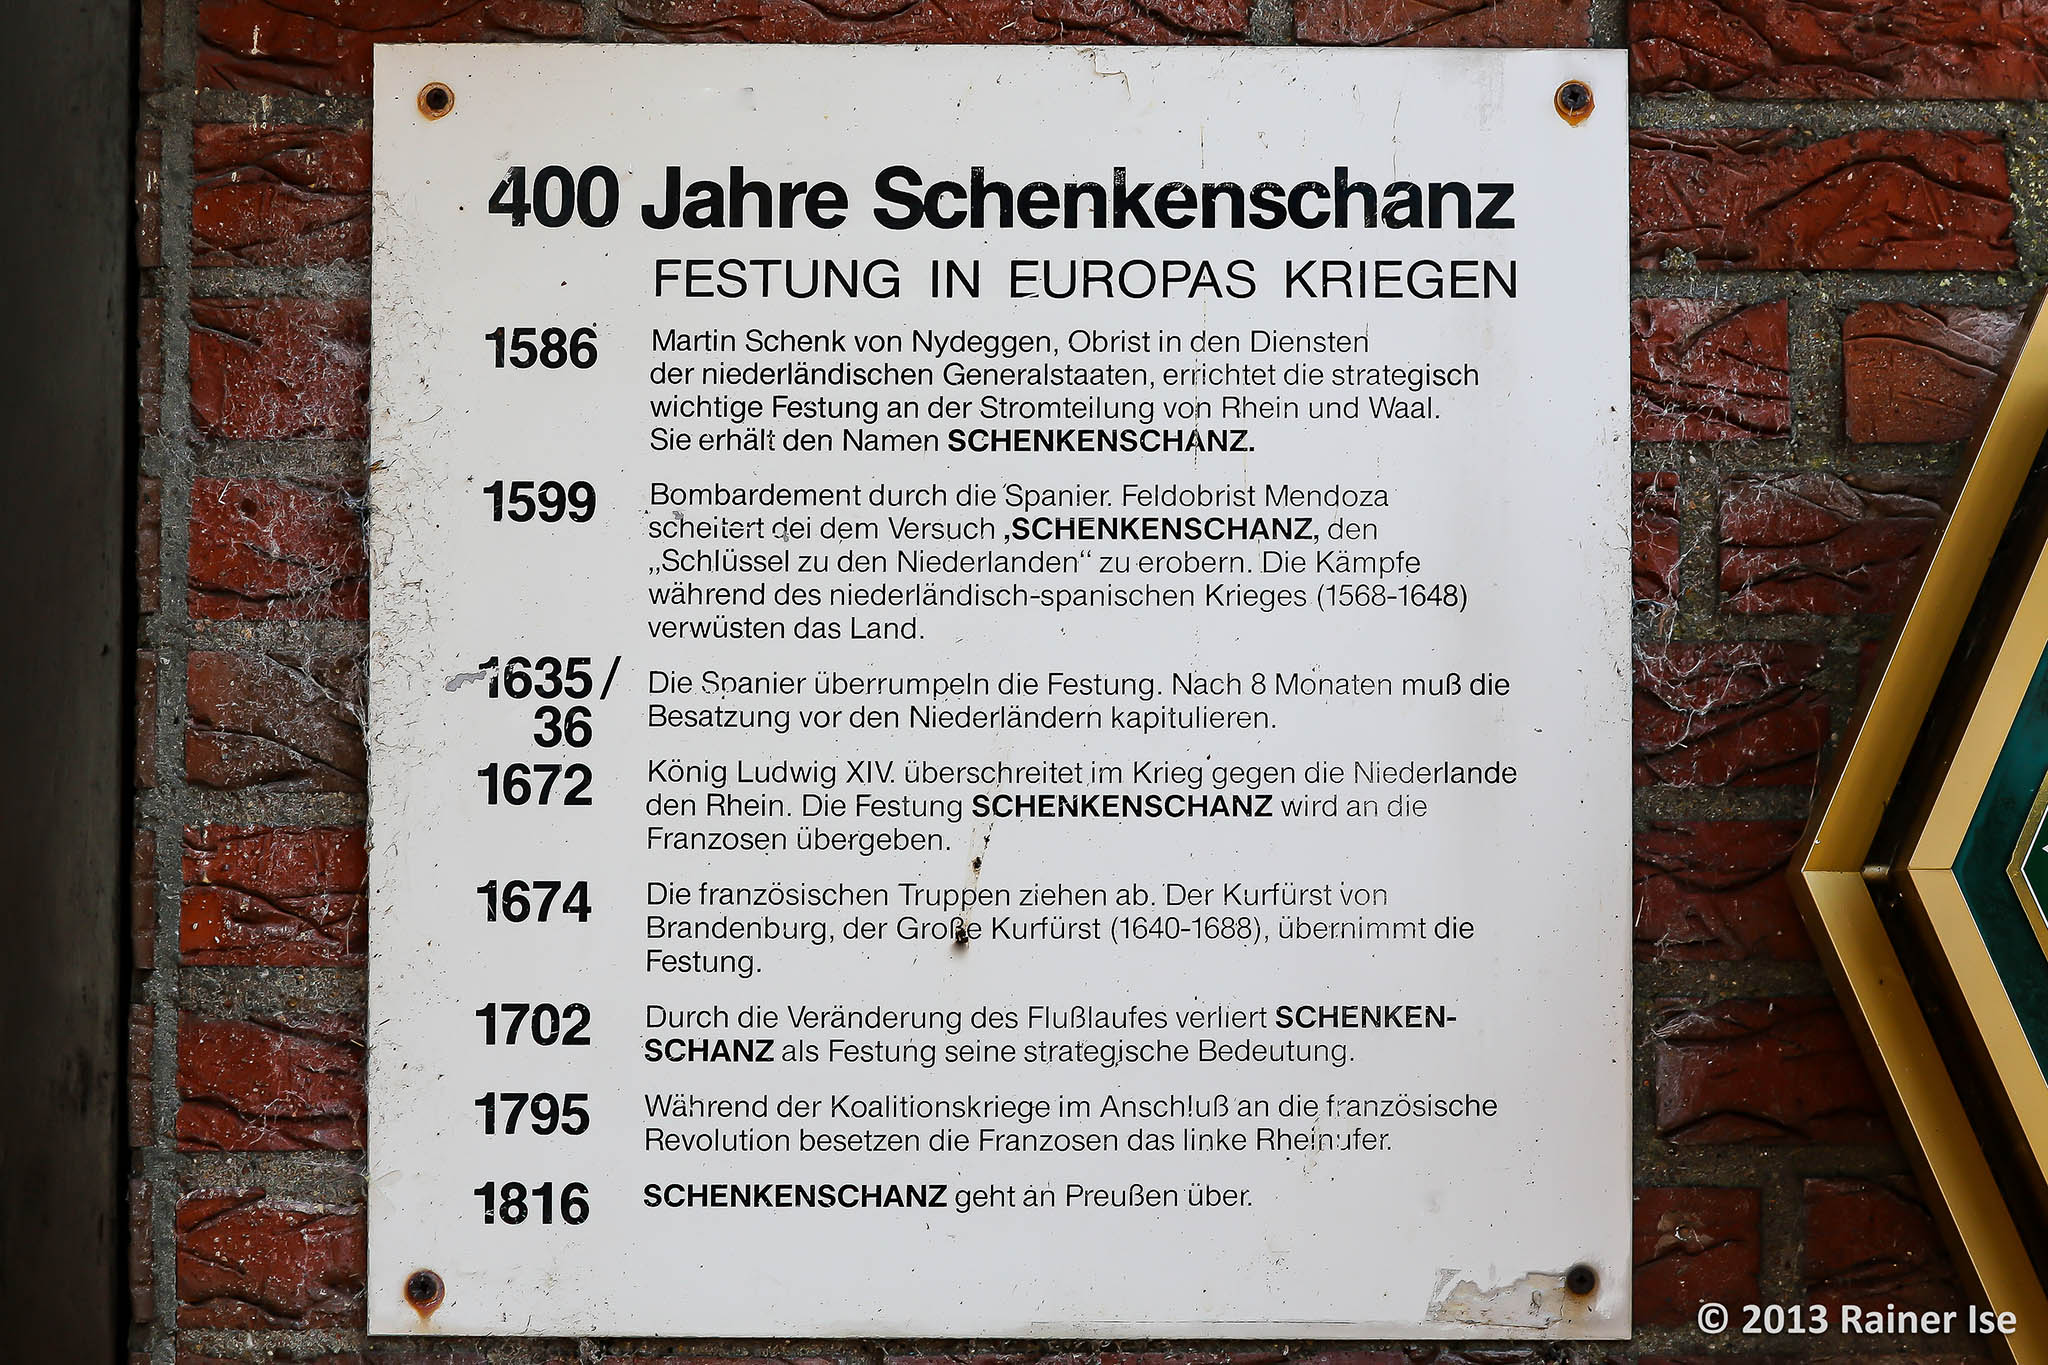 400 Jahre Schenkenschanz
FESTUNG IN EUROPAS KRIEGEN
1586
Martin Schenk von Nydeggen, Obrist in den Diensten
der niederländischen Generalstaaten, errichtet die strategisch
wichtige Festung an der Stromteilung von Rhein und Waal.
Sie erhält den Namen SCHENKENSCHANZ.
1599
Bombardement durch die Spanier. Feldobrist Mendoza
scheitert bei dem Versuch ,SCHENKENSCHANZ, den
„Schlüssel zu den Niederlanden“ zu erobern. Die Kämpfe
während des niederländisch-spanischen Krieges (1568-1648)
verwüsten das Land.
1635/
36
Die Spanier überrumpeln die Festung. Nach 8 Monaten muß die
Besatzung vor den Niederländern kapitulieren.
1672
König Ludwig XIV. überschreitet im Krieg gegen die Niederlande
den Rhein. Die Festung SCHENKENSCHANZ wird an die
Franzosen übergeben.
1674
Die französischen Truppen ziehen ab. Der Kurfürst von
Brandenburg, der Große Kurfürst (1640-1688), übernimmt die
Festung.
1702
Durch die Veränderung des Flußlaufes verliert SCHENKEN-
SCHANZ als Festung seine strategische Bedeutung.
1795
Während der Koalitionskriege im Anschluß an die französische
Revolution besetzen die Franzosen das linke Rheinufer.
1816
SCHENKENSCHANZ geht an Preußen über.
© 2013 Rainer Ise